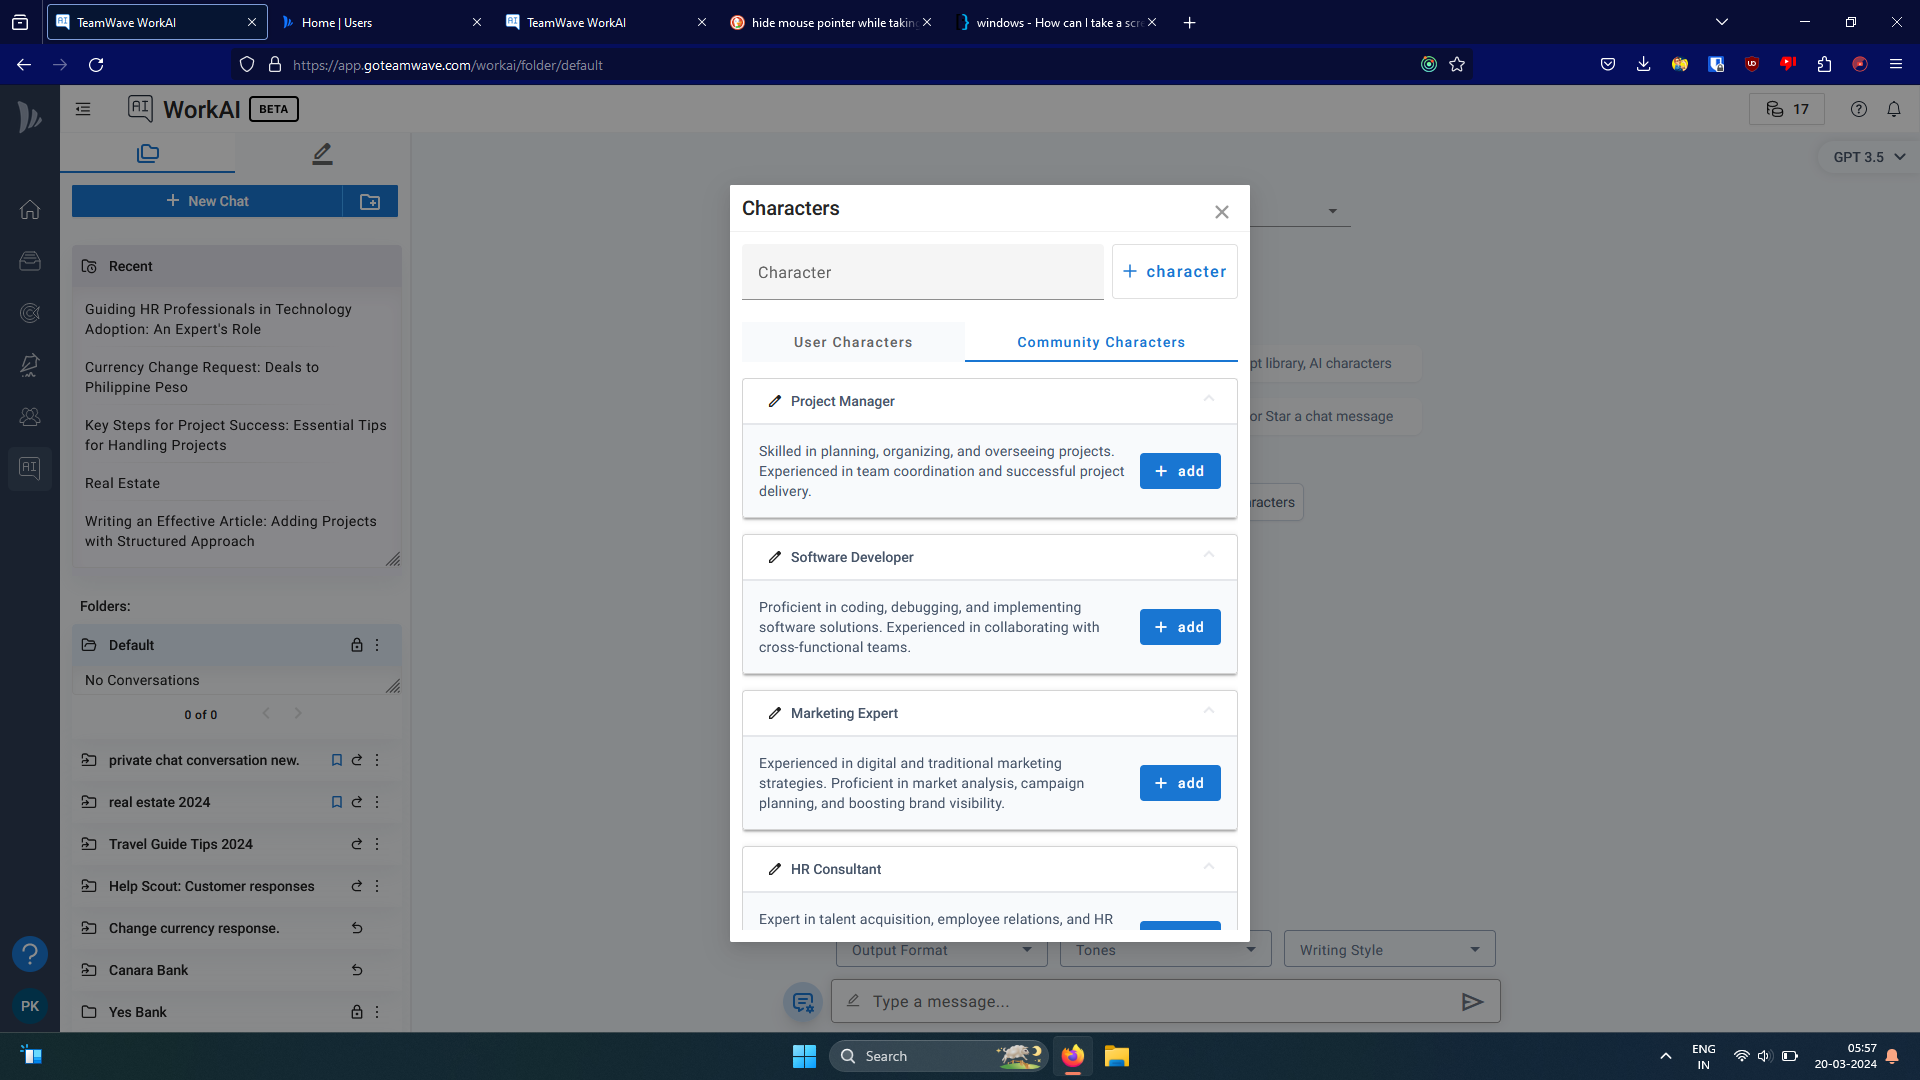 TeamWave WorkAI
Home | Users
TeamWave WorkAI
hide mouse pointer while taking
windows - How can I take a scre
https://app.goteamwave.com/workai/folder/default
AI WorkAI BETA
17
GPT 3.5
+ New Chat
Recent
Guiding HR Professionals in Technology
Adoption: An Expert's Role
Currency Change Request: Deals to
Philippine Peso
Key Steps for Project Success: Essential Tips
for Handling Projects
Real Estate
Writing an Effective Article: Adding Projects
with Structured Approach
Folders:
Default
No Conversations
0 of 0
private chat conversation new.
real estate 2024
Travel Guide Tips 2024
Help Scout: Customer responses
Change currency response.
Canara Bank
Yes Bank
AI
?
PK
Characters
Character
+ character
User Characters
Community Characters
Project Manager
Skilled in planning, organizing, and overseeing projects.
Experienced in team coordination and successful project
delivery.
+ add
Software Developer
Proficient in coding, debugging, and implementing
software solutions. Experienced in collaborating with
cross-functional teams.
+ add
Marketing Expert
Experienced in digital and traditional marketing
strategies. Proficient in market analysis, campaign
planning, and boosting brand visibility.
+ add
HR Consultant
Expert in talent acquisition, employee relations, and HR
pt library, AI characters
or Star a chat message
racters
Output Format
Tones
Writing Style
Type a message...
Search
ENG
IN
05:57
20-03-2024